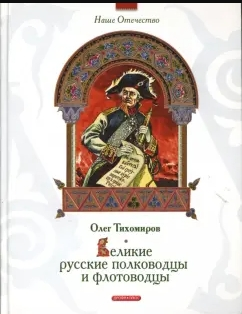 Наше Отечество
Олег Тихомиров
Великие
русские полководцы
и флотоводцы